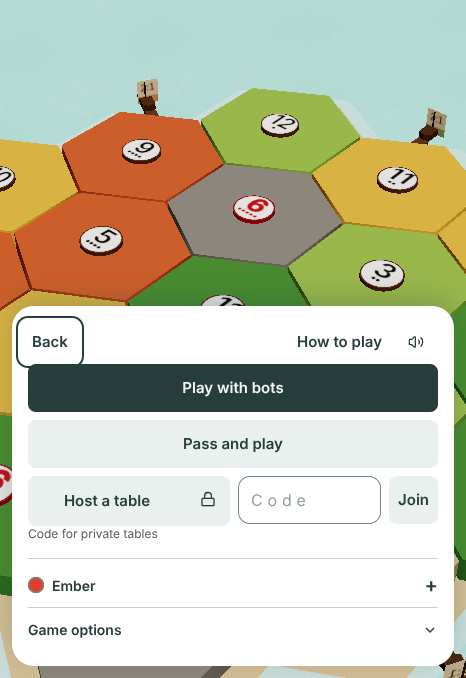 12
9
11
6
5
3
Back
How to play
Play with bots
Pass and play
Host a table
Code
Join
Code for private tables
Ember
+
Game options